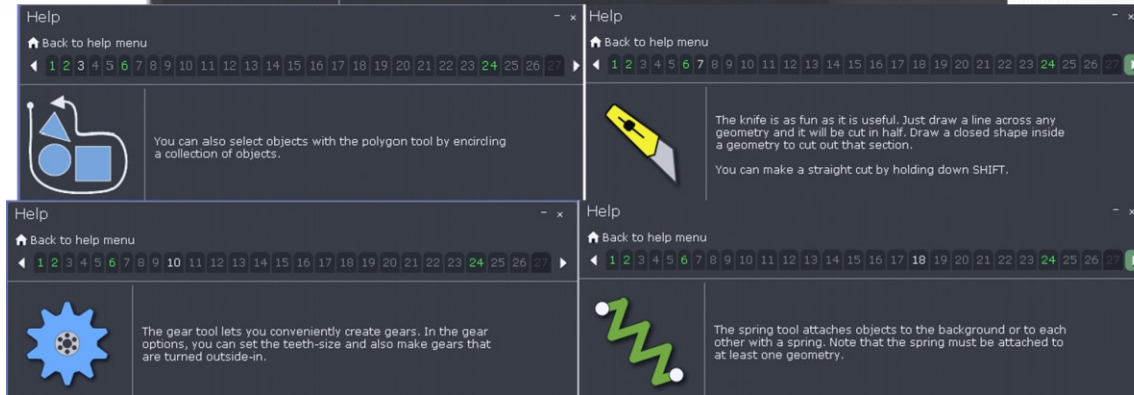 Help
Back to help menu
1 2 3 4 5 6 7 8 9 10 11 12 13 14 15 16 17 18 19 20 21 22 23 24 25 26 27
You can also select objects with the polygon tool by encircling
a collection of objects.
Help
Back to help menu
1 2 3 4 5 6 7 8 9 10 11 12 13 14 15 16 17 18 19 20 21 22 23 24 25 26 27
The knife is as fun as it is useful. Just draw a line across any
geometry and it will be cut in half. Draw a closed shape inside
a geometry to cut out that section.
You can make a straight cut by holding down SHIFT.
Help
Back to help menu
1 2 3 4 5 6 7 8 9 10 11 12 13 14 15 16 17 18 19 20 21 22 23 24 25 26 27
The gear tool lets you conveniently create gears. In the gear
options, you can set the teeth-size and also make gears that
are turned outside-in.
Help
Back to help menu
1 2 3 4 5 6 7 8 9 10 11 12 13 14 15 16 17 18 19 20 21 22 23 24 25 26 27
The spring tool attaches objects to the background or to each
other with a spring. Note that the spring must be attached to
at least one geometry.